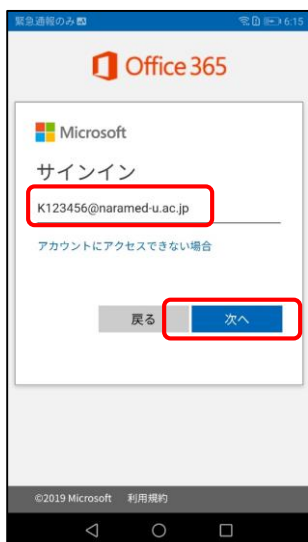 緊急通報のみ 6:15
Office 365
Microsoft
サインイン
K123456@naramed-u.ac.jp
アカウントにアクセスできない場合
戻る 次へ
©2019 Microsoft 利用規約